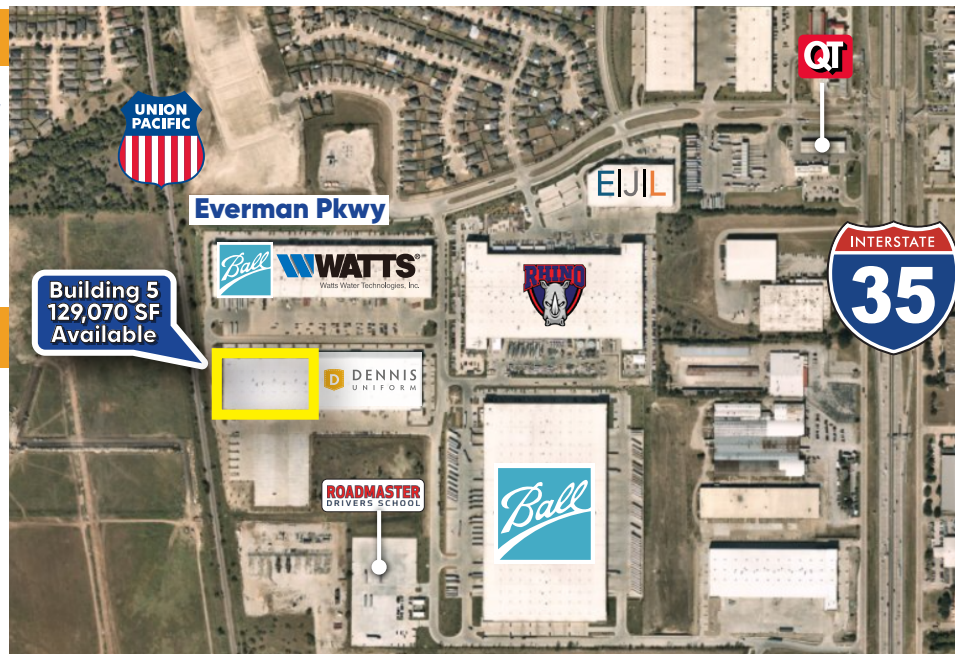 QT
UNION
PACIFIC
E|J|L
Everman Pkwy
INTERSTATE
35
Ball
WATTS
Watts Water Technologies, Inc.
RHINO
Building 5
129,070 SF
Available
D DENNIS
UNIFORM
ROADMASTER
DRIVERS SCHOOL
Ball